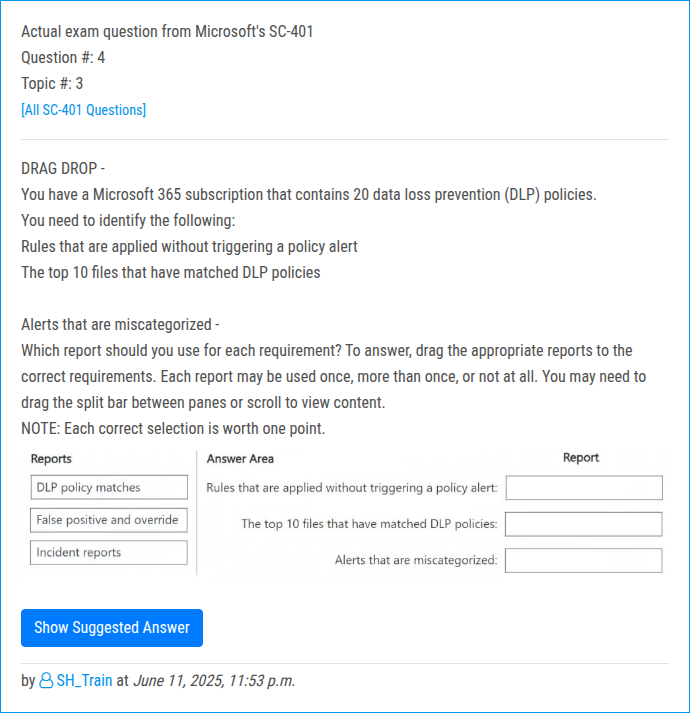 Actual exam question from Microsoft's SC-401
Question #: 4
Topic #: 3
[All SC-401 Questions]
DRAG DROP -
You have a Microsoft 365 subscription that contains 20 data loss prevention (DLP) policies.
You need to identify the following:
Rules that are applied without triggering a policy alert
The top 10 files that have matched DLP policies
Alerts that are miscategorized -
Which report should you use for each requirement? To answer, drag the appropriate reports to the
correct requirements. Each report may be used once, more than once, or not at all. You may need to
drag the split bar between panes or scroll to view content.
NOTE: Each correct selection is worth one point.
Reports
DLP policy matches
False positive and override
Incident reports
Answer Area
Report
Rules that are applied without triggering a policy alert:
The top 10 files that have matched DLP policies:
Alerts that are miscategorized:
Show Suggested Answer
by SH_Train at June 11, 2025, 11:53 p.m.